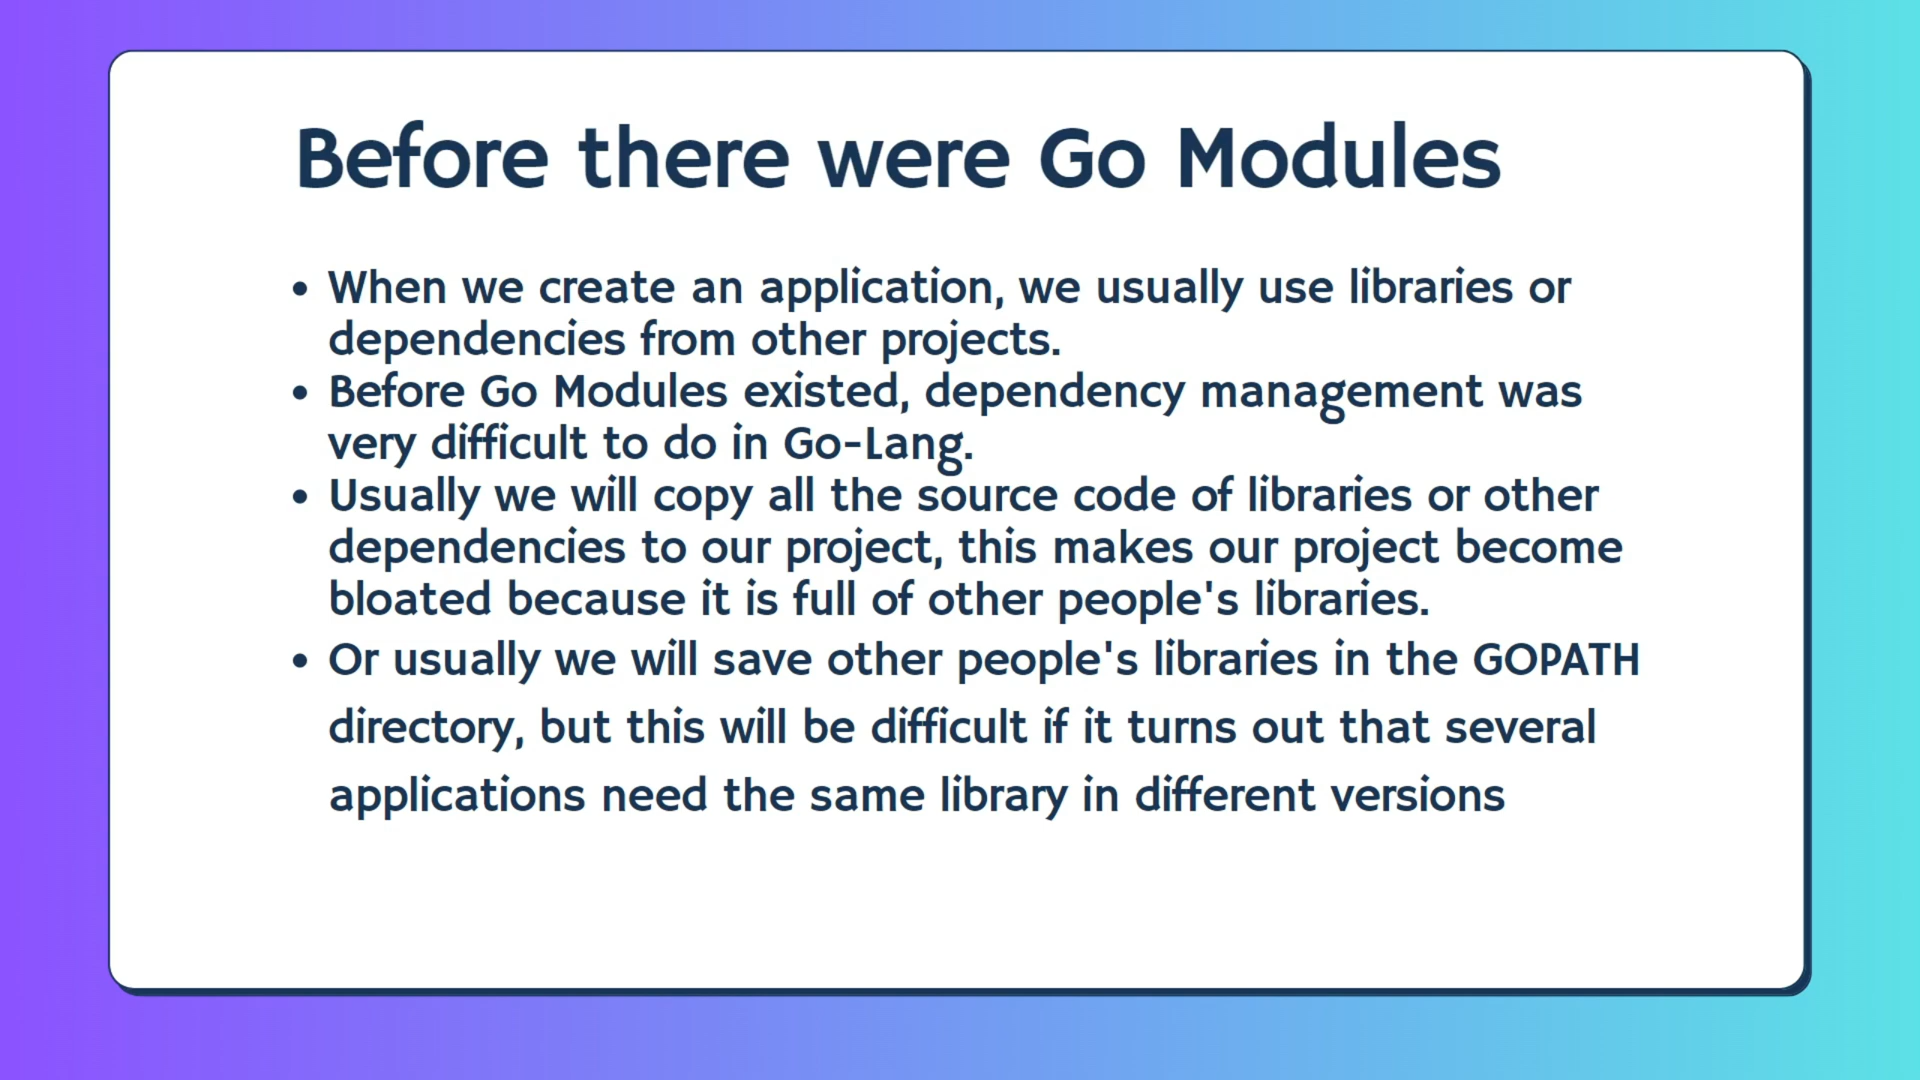 Before there were Go Modules
• When we create an application, we usually use libraries or
dependencies from other projects.
• Before Go Modules existed, dependency management was
very difficult to do in Go-Lang.
• Usually we will copy all the source code of libraries or other
dependencies to our project, this makes our project become
bloated because it is full of other people's libraries.
• Or usually we will save other people's libraries in the GOPATH
directory, but this will be difficult if it turns out that several
applications need the same library in different versions